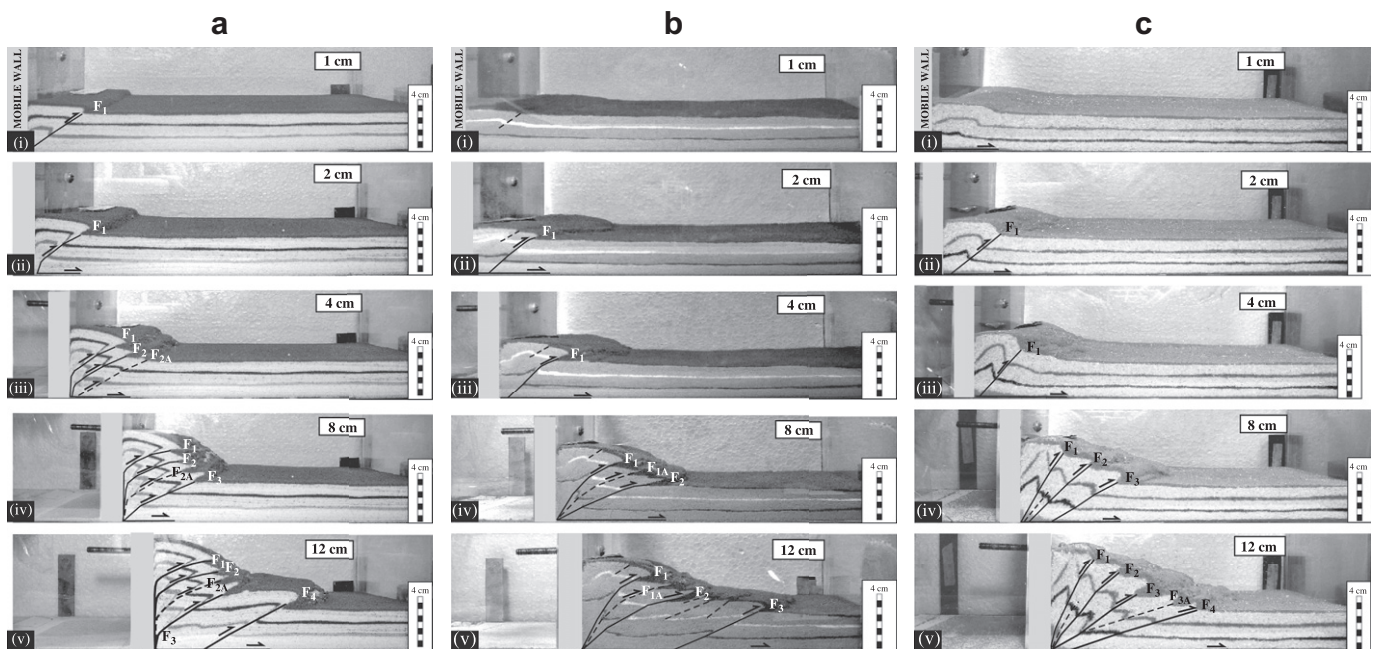 a b c
MOBILE WALL 1 cm 4 cm F1 (i)
MOBILE WALL 1 cm 4 cm (i)
MOBILE WALL 1 cm 4 cm (i)
2 cm 4 cm F1 (ii)
2 cm 4 cm F1 (ii)
2 cm 4 cm F1 (ii)
4 cm 4 cm F1 F2 F2A (iii)
4 cm 4 cm F1 (iii)
4 cm 4 cm F1 (iii)
8 cm 4 cm F1 F2 F2A F3 (iv)
8 cm 4 cm F1 F1A F2 (iv)
8 cm 4 cm F1 F2 F3 (iv)
12 cm 4 cm F1 F2 F2A F4 F3 (v)
12 cm 4 cm F1 F1A F2 F3 (v)
12 cm 4 cm F1 F2 F3 F3A F4 (v)